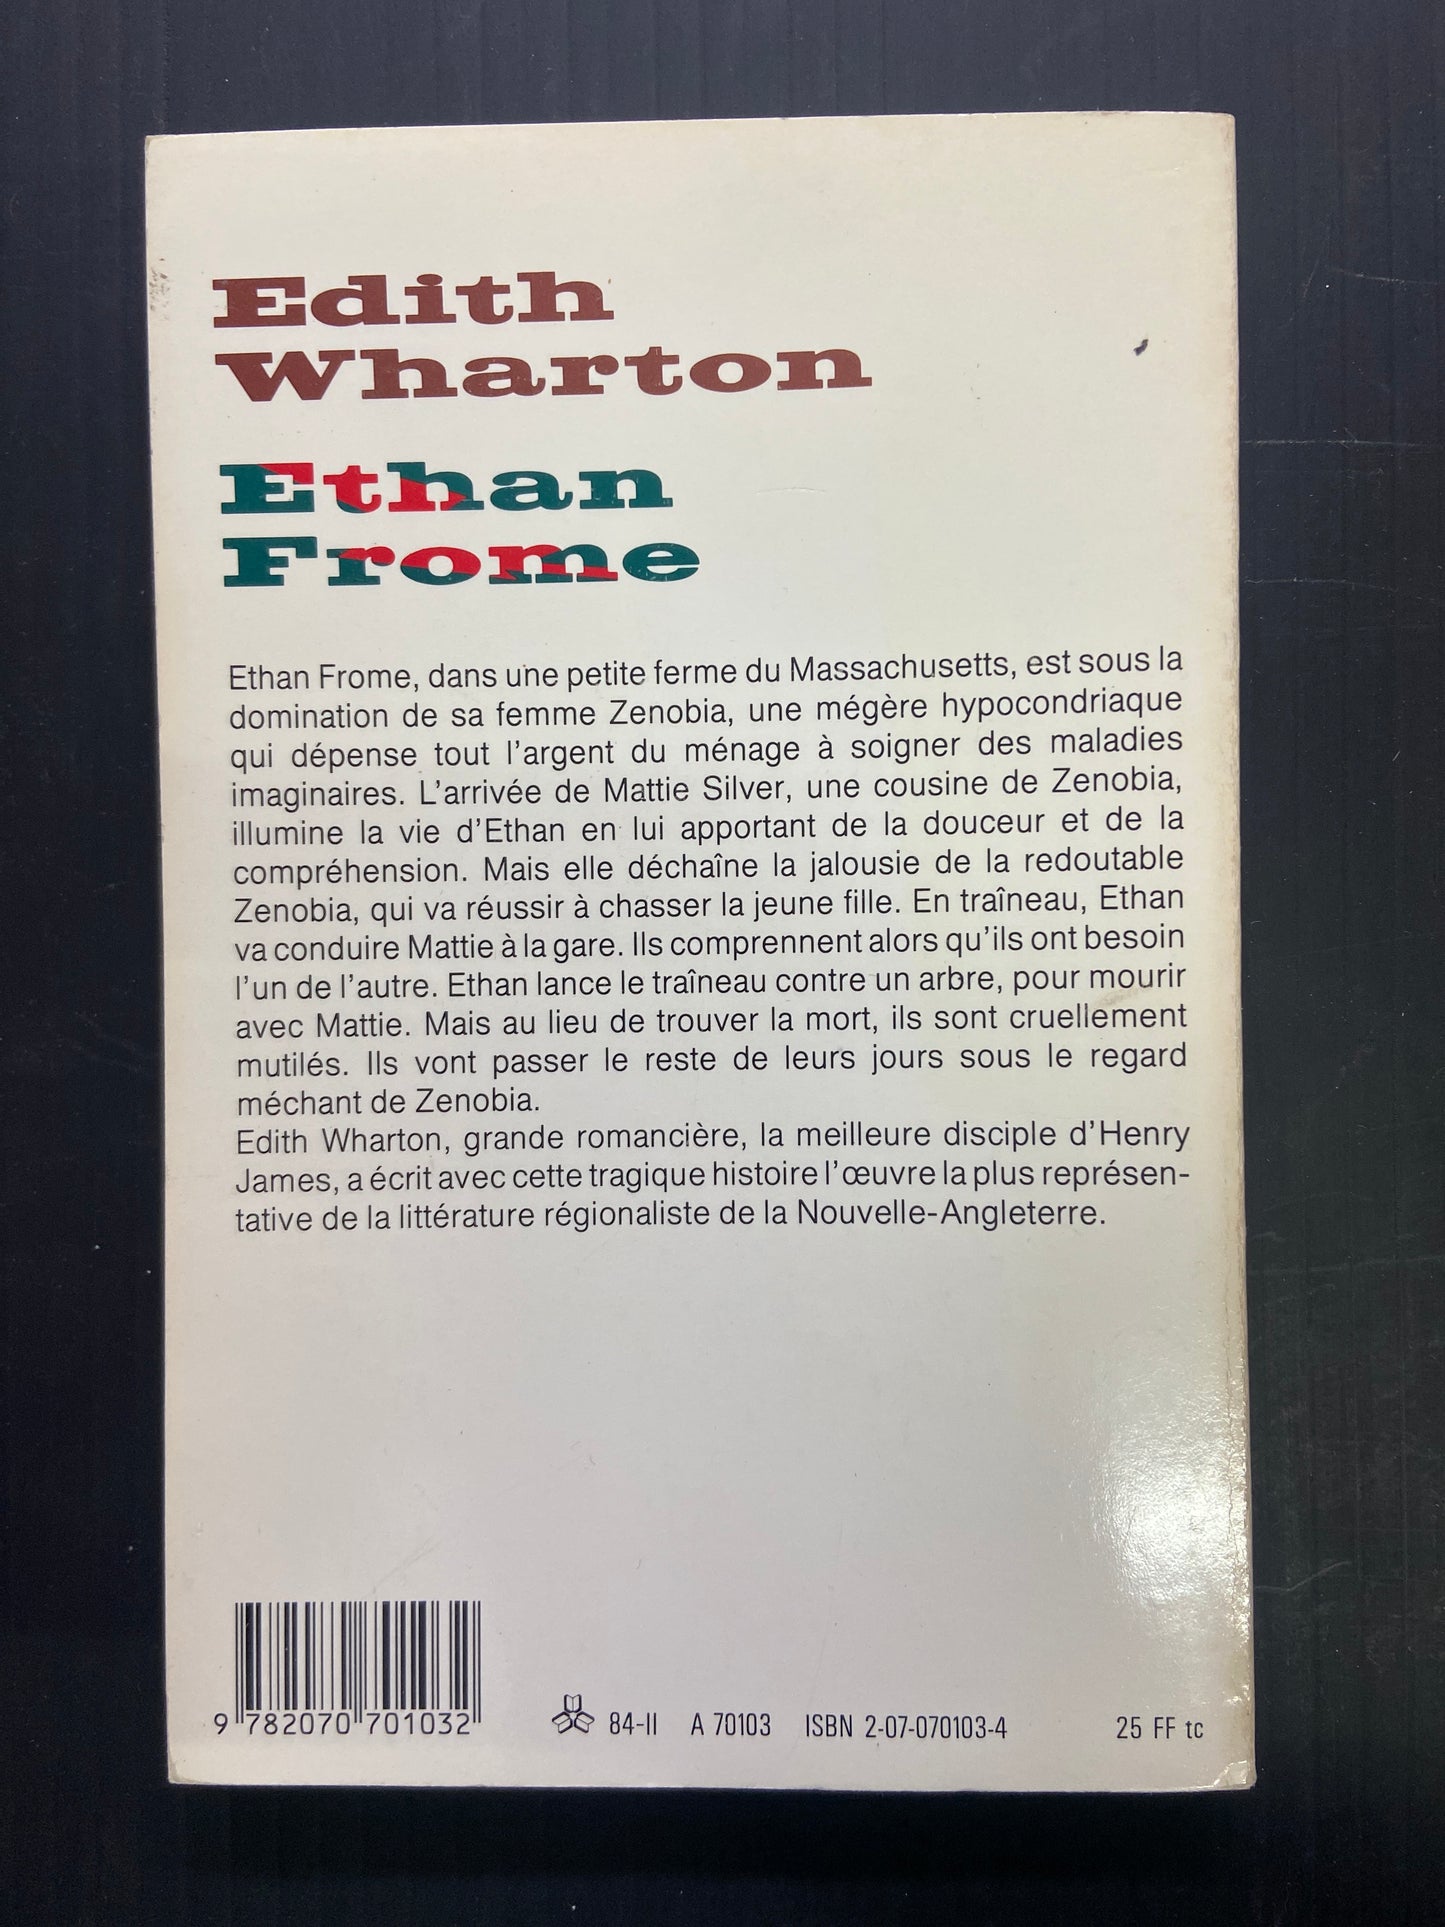 Edith
Wharton
Ethan
Frome
Ethan Frome, dans une petite ferme du Massachusetts, est sous la
domination de sa femme Zenobia, une mégère hypocondriaque
qui dépense tout l'argent du ménage à soigner des maladies
imaginaires. L'arrivée de Mattie Silver, une cousine de Zenobia,
illumine la vie d'Ethan en lui apportant de la douceur et de la
compréhension. Mais elle déchaîne la jalousie de la redoutable
Zenobia, qui va réussir à chasser la jeune fille. En traîneau, Ethan
va conduire Mattie à la gare. Ils comprennent alors qu'ils ont besoin
l'un de l'autre. Ethan lance le traîneau contre un arbre, pour mourir
avec Mattie. Mais au lieu de trouver la mort, ils sont cruellement
mutilés. Ils vont passer le reste de leurs jours sous le regard
méchant de Zenobia.
Edith Wharton, grande romancière, la meilleure disciple d'Henry
James, a écrit avec cette tragique histoire l'œuvre la plus représen-
tative de la littérature régionaliste de la Nouvelle-Angleterre.
9 782070 701032 84-II A 70103 ISBN 2-07-070103-4 25 FF tc